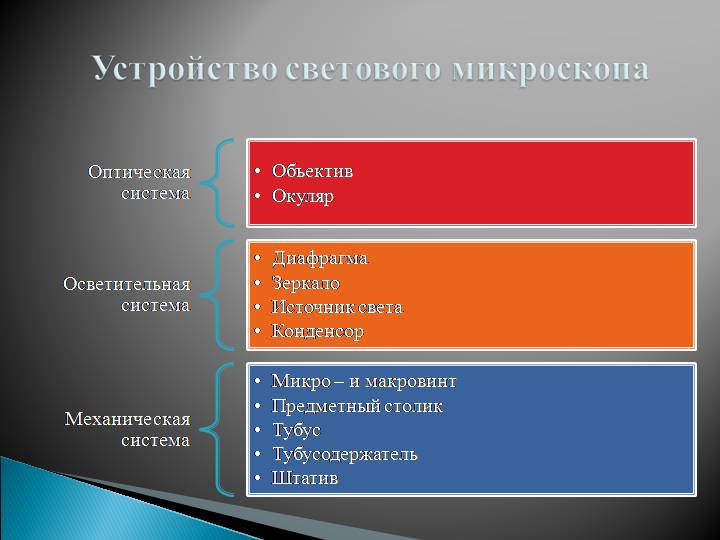 Устройство светового микроскопа
Оптическая
система
• Объектив
• Окуляр
Осветительная
система
• Диафрагма
• Зеркало
• Источник света
• Конденсор
Механическая
система
• Микро – и макровинт
• Предметный столик
• Тубус
• Тубусодержатель
• Штатив